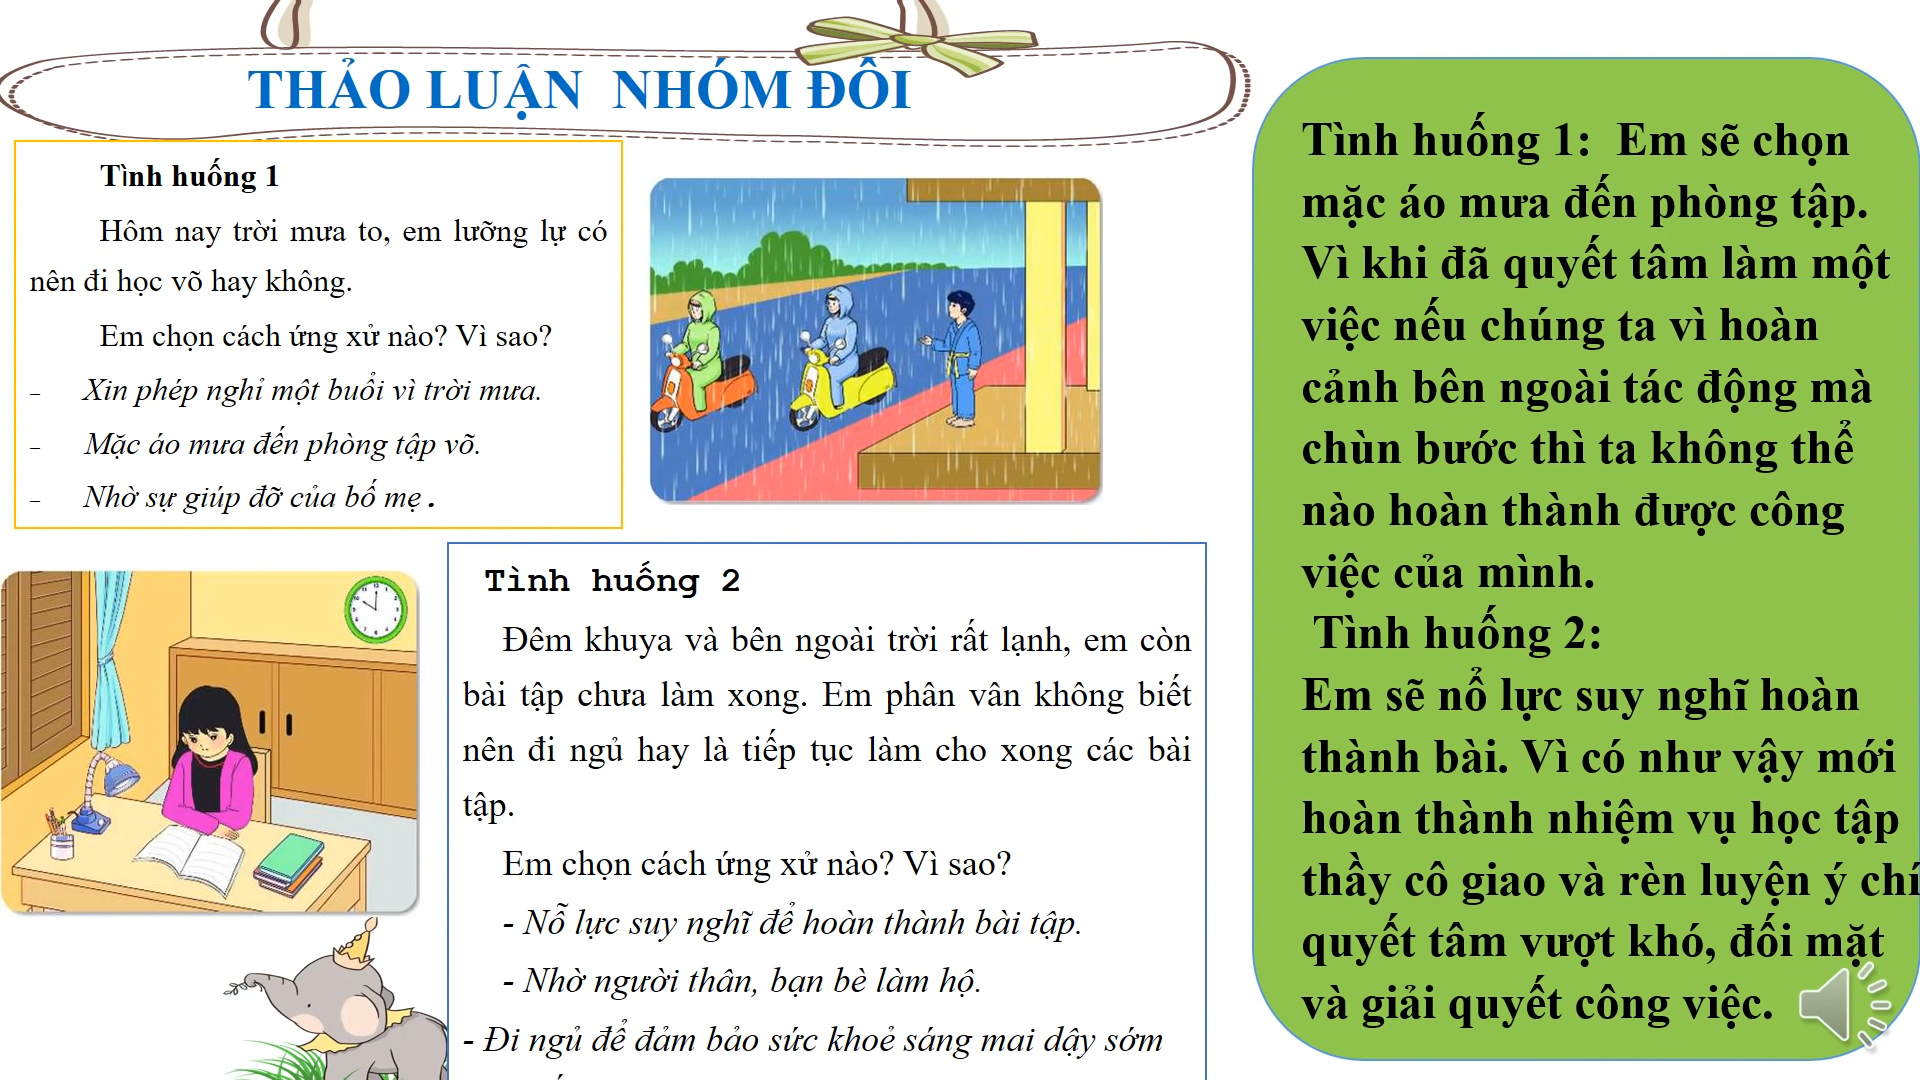 THẢO LUẬN NHÓM ĐÔI
Tình huống 1
Hôm nay trời mưa to, em lưỡng lự có
nên đi học võ hay không.
Em chọn cách ứng xử nào? Vì sao?
- Xin phép nghỉ một buổi vì trời mưa.
- Mặc áo mưa đến phòng tập võ.
- Nhờ sự giúp đỡ của bố mẹ .
Tình huống 2
Đêm khuya và bên ngoài trời rất lạnh, em còn
bài tập chưa làm xong. Em phân vân không biết
nên đi ngủ hay là tiếp tục làm cho xong các bài
tập.
Em chọn cách ứng xử nào? Vì sao?
- Nỗ lực suy nghĩ để hoàn thành bài tập.
- Nhờ người thân, bạn bè làm hộ.
- Đi ngủ để đảm bảo sức khoẻ sáng mai dậy sớm
Tình huống 1: Em sẽ chọn
mặc áo mưa đến phòng tập.
Vì khi đã quyết tâm làm một
việc nếu chúng ta vì hoàn
cảnh bên ngoài tác động mà
chùn bước thì ta không thể
nào hoàn thành được công
việc của mình.
Tình huống 2:
Em sẽ nổ lực suy nghĩ hoàn
thành bài. Vì có như vậy mới
hoàn thành nhiệm vụ học tập
thầy cô giao và rèn luyện ý chí
quyết tâm vượt khó, đối mặt
và giải quyết công việc.